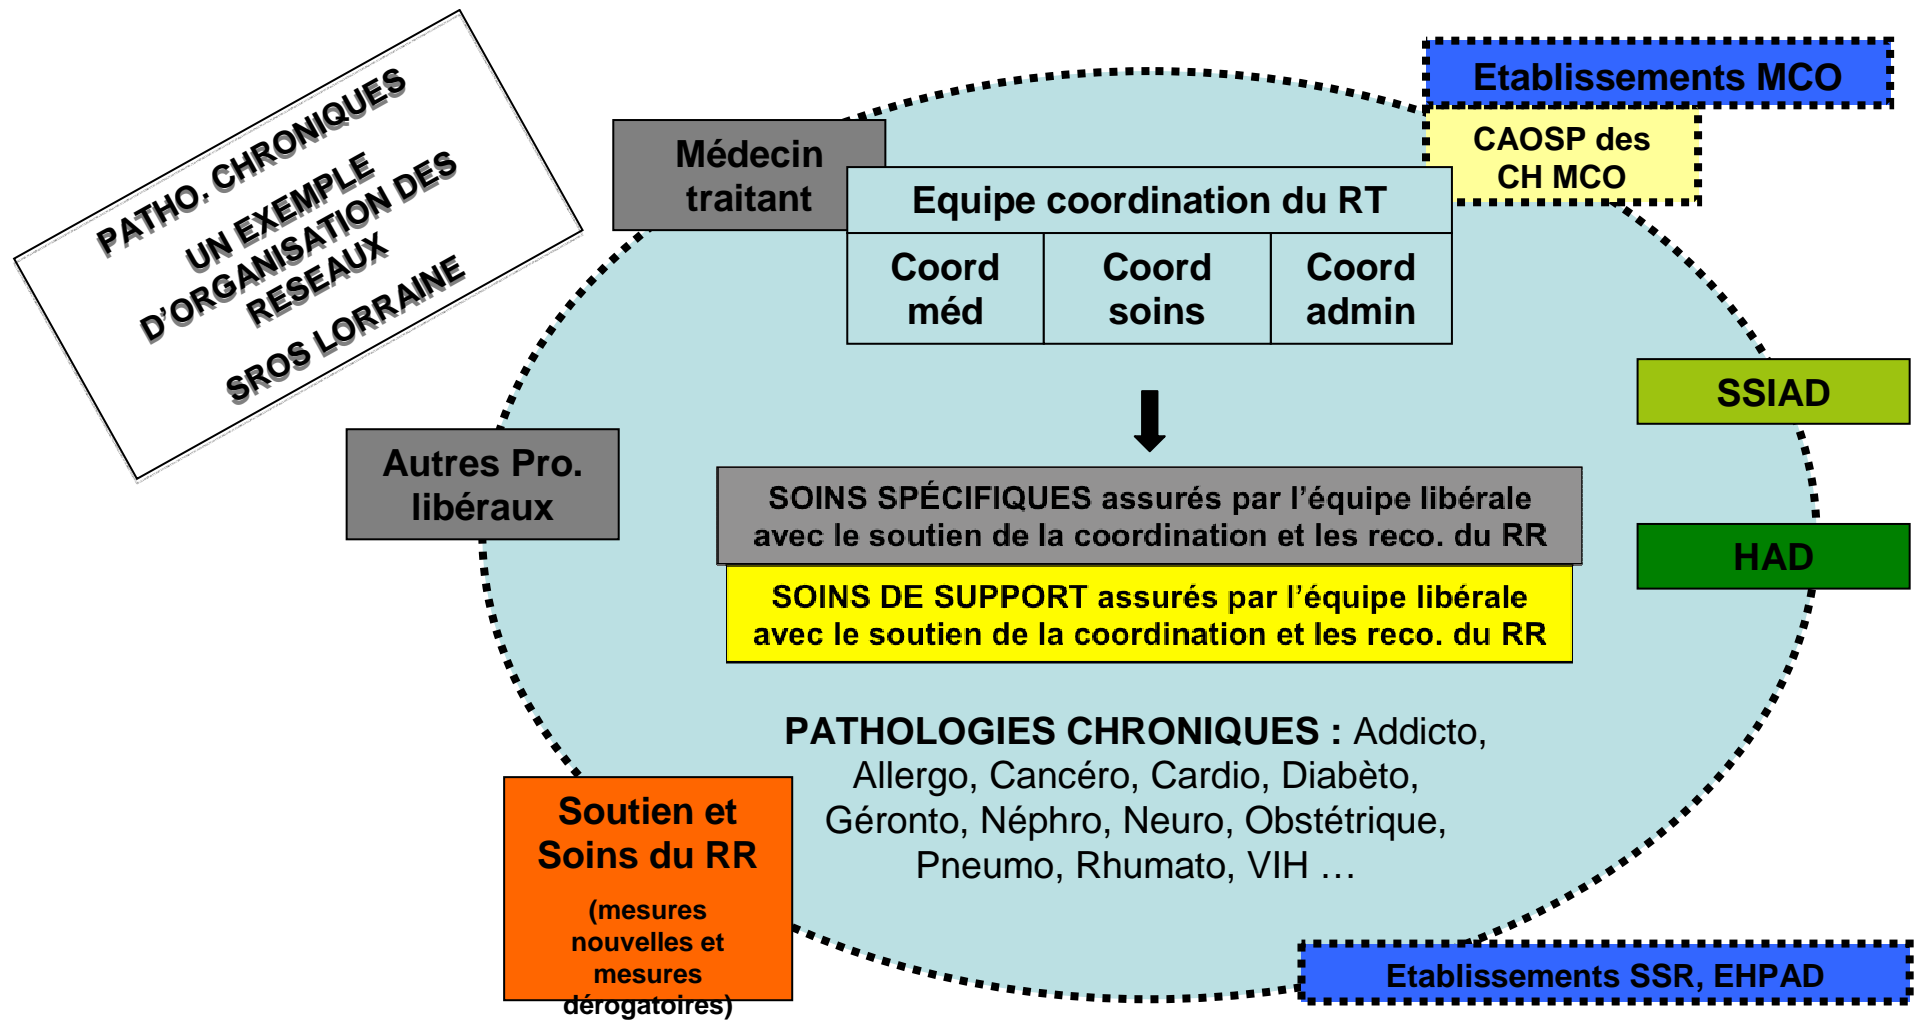 PATHO. CHRONIQUES
UN EXEMPLE
D'ORGANISATION DES
RESEAUX
SROS LORRAINE
Etablissements MCO
CAOSP des
CH MCO
Médecin
traitant
Equipe coordination du RT
Coord
méd
Coord
soins
Coord
admin
SSIAD
Autres Pro.
libéraux
SOINS SPÉCIFIQUES assurés par l’équipe libérale
avec le soutien de la coordination et les reco. du RR
HAD
SOINS DE SUPPORT assurés par l’équipe libérale
avec le soutien de la coordination et les reco. du RR
PATHOLOGIES CHRONIQUES : Addicto,
Allergo, Cancéro, Cardio, Diabèto,
Géronto, Néphro, Neuro, Obstétrique,
Pneumo, Rhumato, VIH …
Soutien et
Soins du RR
(mesures
nouvelles et
mesures
dérogatoires)
Etablissements SSR, EHPAD